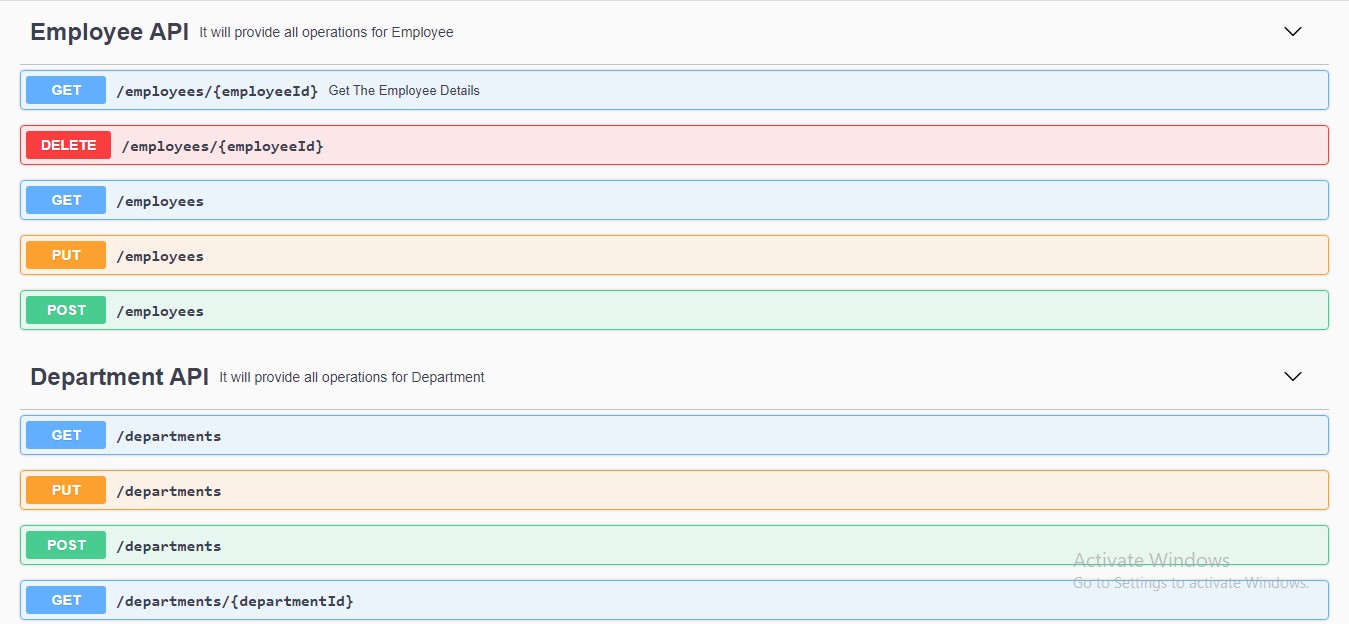 Employee API It will provide all operations for Employee
GET /employees/{employeeId} Get The Employee Details
DELETE /employees/{employeeId}
GET /employees
PUT /employees
POST /employees
Department API It will provide all operations for Department
GET /departments
PUT /departments
POST /departments
Activate Windows
Go to Settings to activate Windows.
GET /departments/{departmentId}